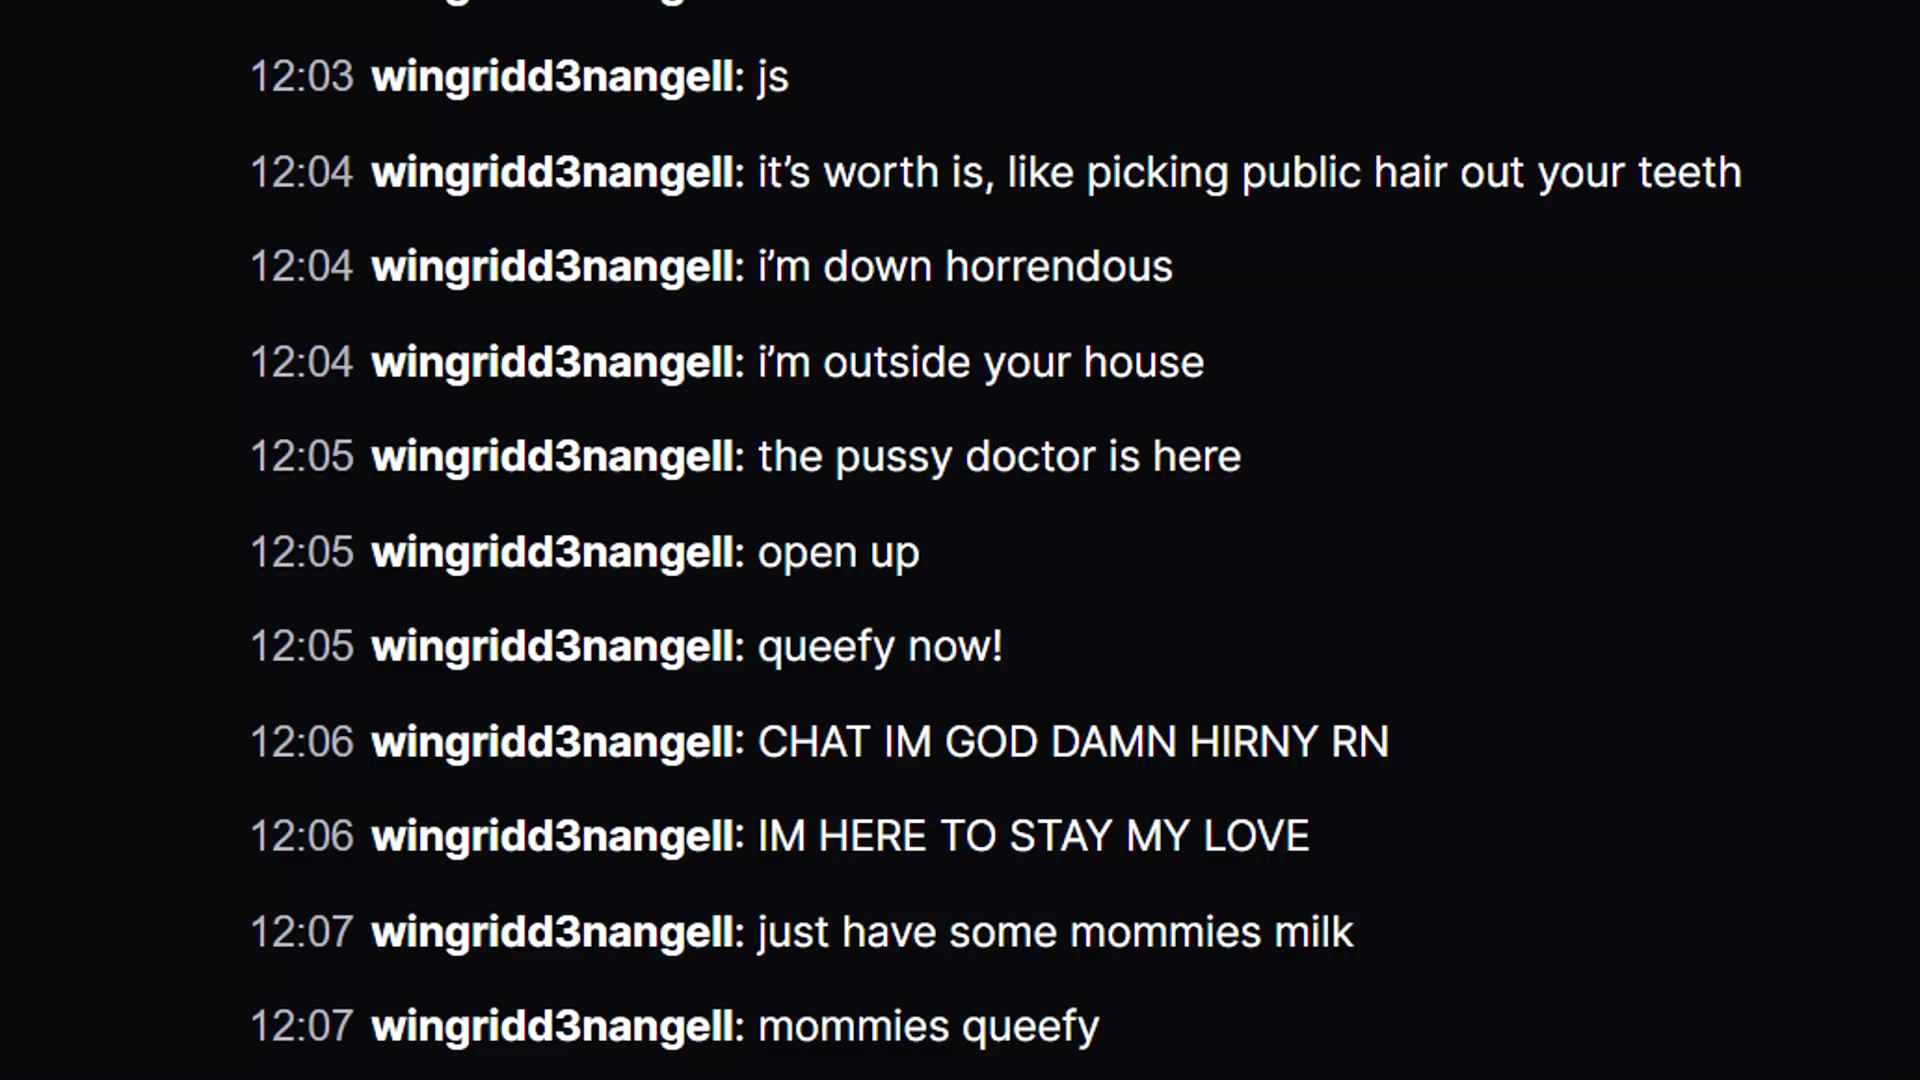 12:03 wingridd3nangell: js
12:04 wingridd3nangell: it’s worth is, like picking public hair out your teeth
12:04 wingridd3nangell: i’m down horrendous
12:04 wingridd3nangell: i’m outside your house
12:05 wingridd3nangell: the pussy doctor is here
12:05 wingridd3nangell: open up
12:05 wingridd3nangell: queefy now!
12:06 wingridd3nangell: CHAT IM GOD DAMN HIRNY RN
12:06 wingridd3nangell: IM HERE TO STAY MY LOVE
12:07 wingridd3nangell: just have some mommies milk
12:07 wingridd3nangell: mommies queefy